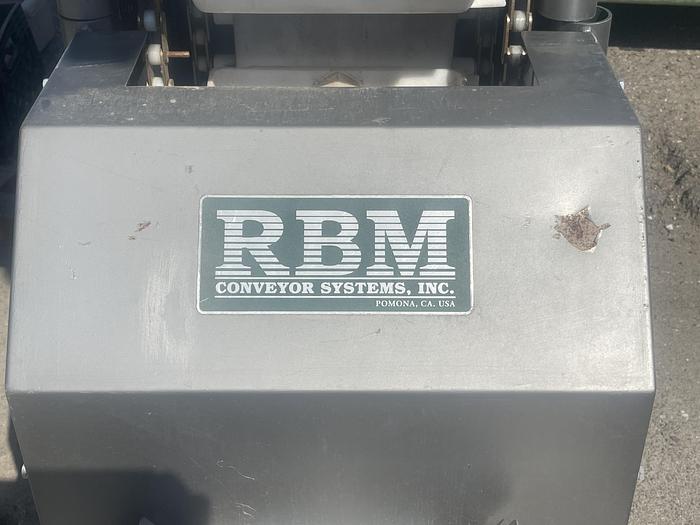 RBM
CONVEYOR SYSTEMS, INC.
POMONA, CA. USA